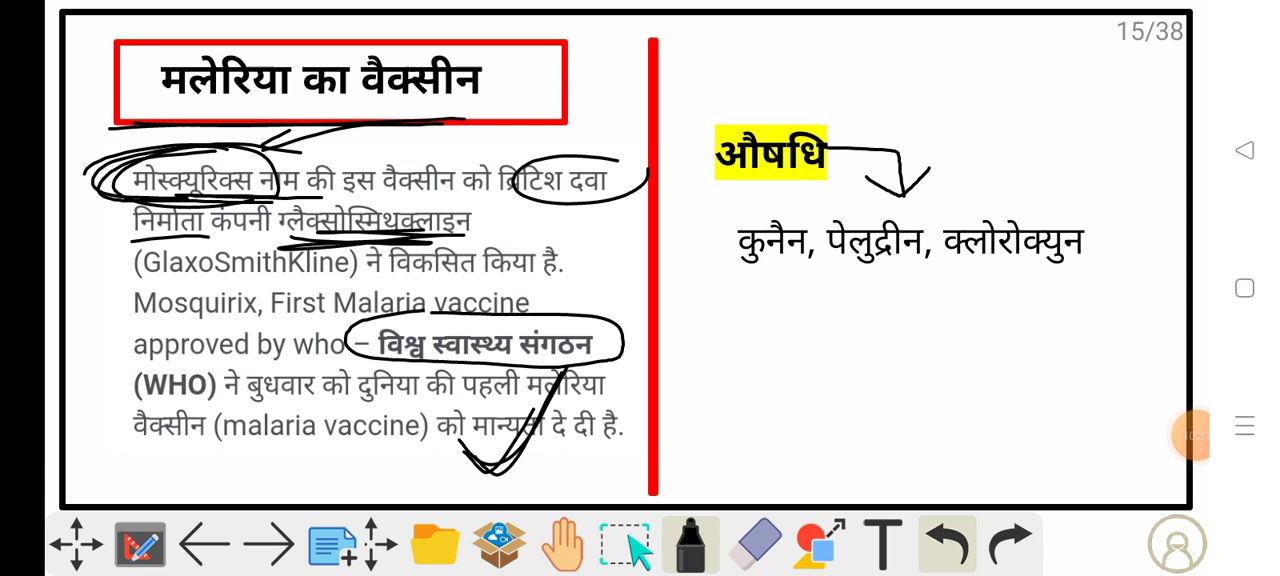 15/38
मलेरिया का वैक्सीन
मोस्क्यूरिक्स नाम की इस वैक्सीन को ब्रिटिश दवा
निर्माता कंपनी ग्लैक्सोस्मिथक्लाइन
(GlaxoSmithKline) ने विकसित किया है.
Mosquirix, First Malaria vaccine
approved by who – विश्व स्वास्थ्य संगठन
(WHO) ने बुधवार को दुनिया की पहली मलेरिया
वैक्सीन (malaria vaccine) को मान्यता दे दी है.
औषधि
कुनैन, पेलुद्रीन, क्लोरोक्युन
T